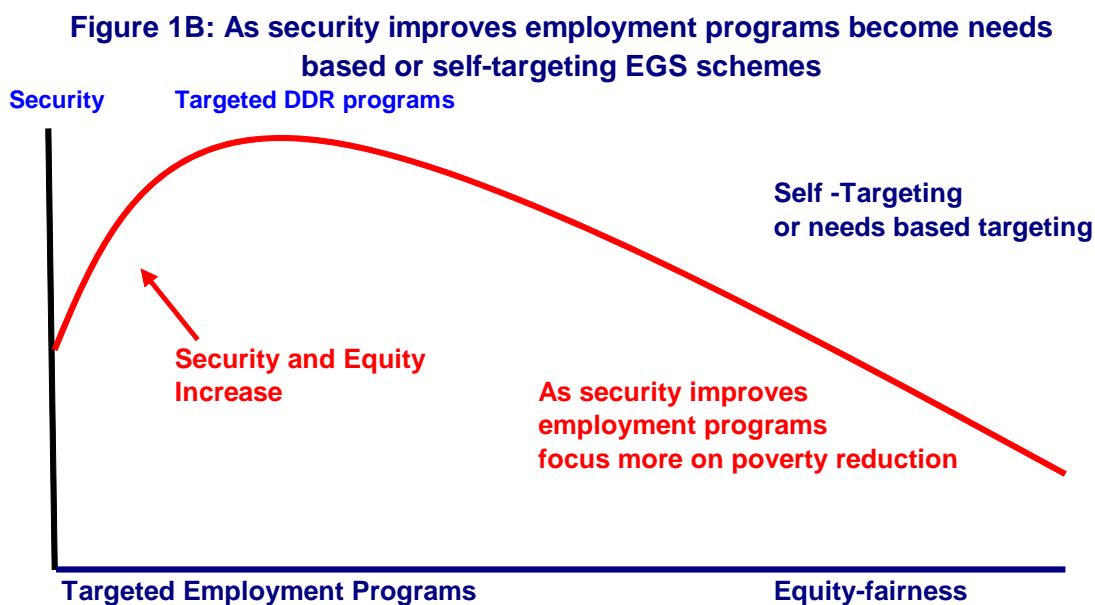 Figure 1B: As security improves employment programs become needs
based or self-targeting EGS schemes
Security
Targeted DDR programs
Self -Targeting
or needs based targeting
Security and Equity
Increase
As security improves
employment programs
focus more on poverty reduction
Targeted Employment Programs
Equity-fairness